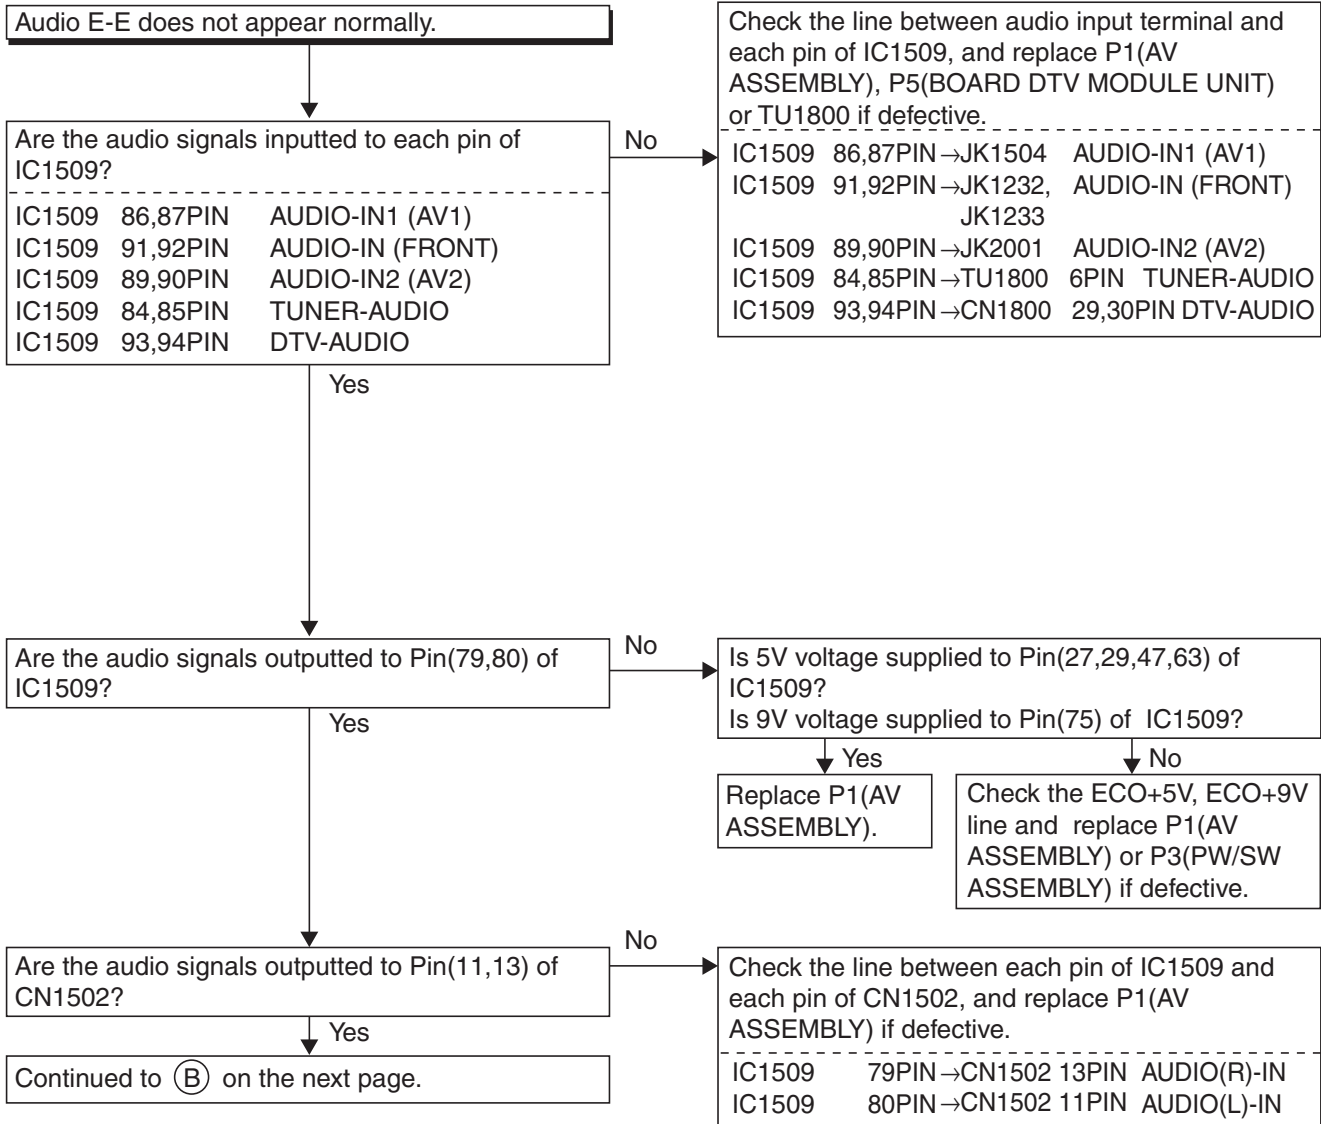 Audio E-E does not appear normally.
Are the audio signals inputted to each pin of
IC1509?
IC1509 86,87PIN AUDIO-IN1 (AV1)
IC1509 91,92PIN AUDIO-IN (FRONT)
IC1509 89,90PIN AUDIO-IN2 (AV2)
IC1509 84,85PIN TUNER-AUDIO
IC1509 93,94PIN DTV-AUDIO
No
Check the line between audio input terminal and
each pin of IC1509, and replace P1(AV
ASSEMBLY), P5(BOARD DTV MODULE UNIT)
or TU1800 if defective.
IC1509 86,87PIN→JK1504 AUDIO-IN1 (AV1)
IC1509 91,92PIN→JK1232, AUDIO-IN (FRONT)
JK1233
IC1509 89,90PIN→JK2001 AUDIO-IN2 (AV2)
IC1509 84,85PIN→TU1800 6PIN TUNER-AUDIO
IC1509 93,94PIN→CN1800 29,30PIN DTV-AUDIO
Yes
Are the audio signals outputted to Pin(79,80) of
IC1509?
No
Is 5V voltage supplied to Pin(27,29,47,63) of
IC1509?
Is 9V voltage supplied to Pin(75) of IC1509?
Yes
Replace P1(AV
ASSEMBLY).
No
Check the ECO+5V, ECO+9V
line and replace P1(AV
ASSEMBLY) or P3(PW/SW
ASSEMBLY) if defective.
Yes
Are the audio signals outputted to Pin(11,13) of
CN1502?
No
Check the line between each pin of IC1509 and
each pin of CN1502, and replace P1(AV
ASSEMBLY) if defective.
IC1509 79PIN→CN1502 13PIN AUDIO(R)-IN
IC1509 80PIN→CN1502 11PIN AUDIO(L)-IN
Yes
Continued to B on the next page.